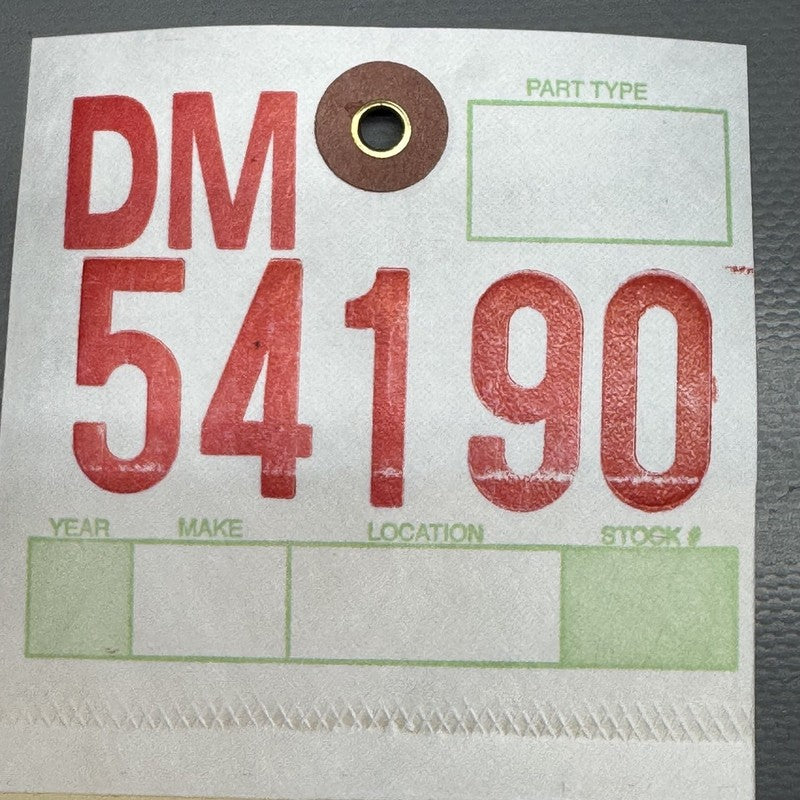 DM
PART TYPE
54190
YEAR MAKE LOCATION STOCK #